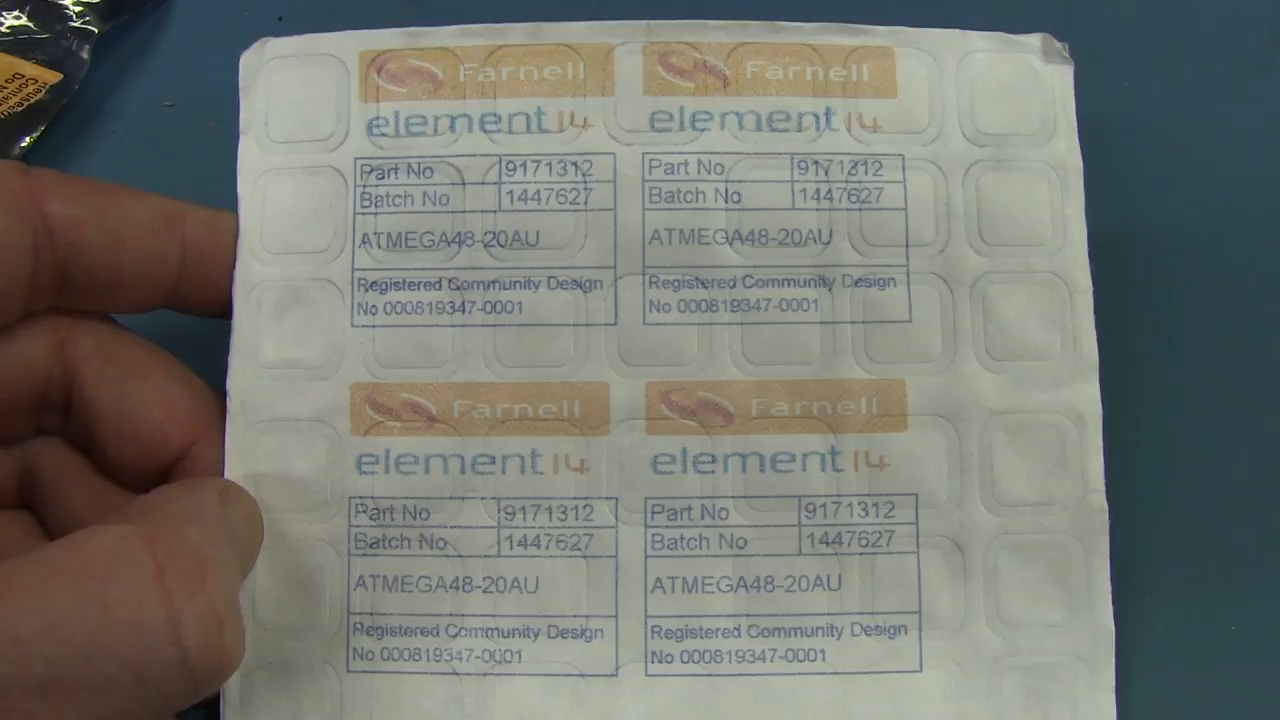 Farnell
element14
Part No 9171312
Batch No 1447627
ATMEGA48-20AU
Registered Community Design
No 000819347-0001
Farnell
element14
Part No 9171312
Batch No 1447627
ATMEGA48-20AU
Registered Community Design
No 000819347-0001
Farnell
element14
Part No 9171312
Batch No 1447627
ATMEGA48-20AU
Registered Community Design
No 000819347-0001
Farnell
element14
Part No 9171312
Batch No 1447627
ATMEGA48-20AU
Registered Community Design
No 000819347-0001